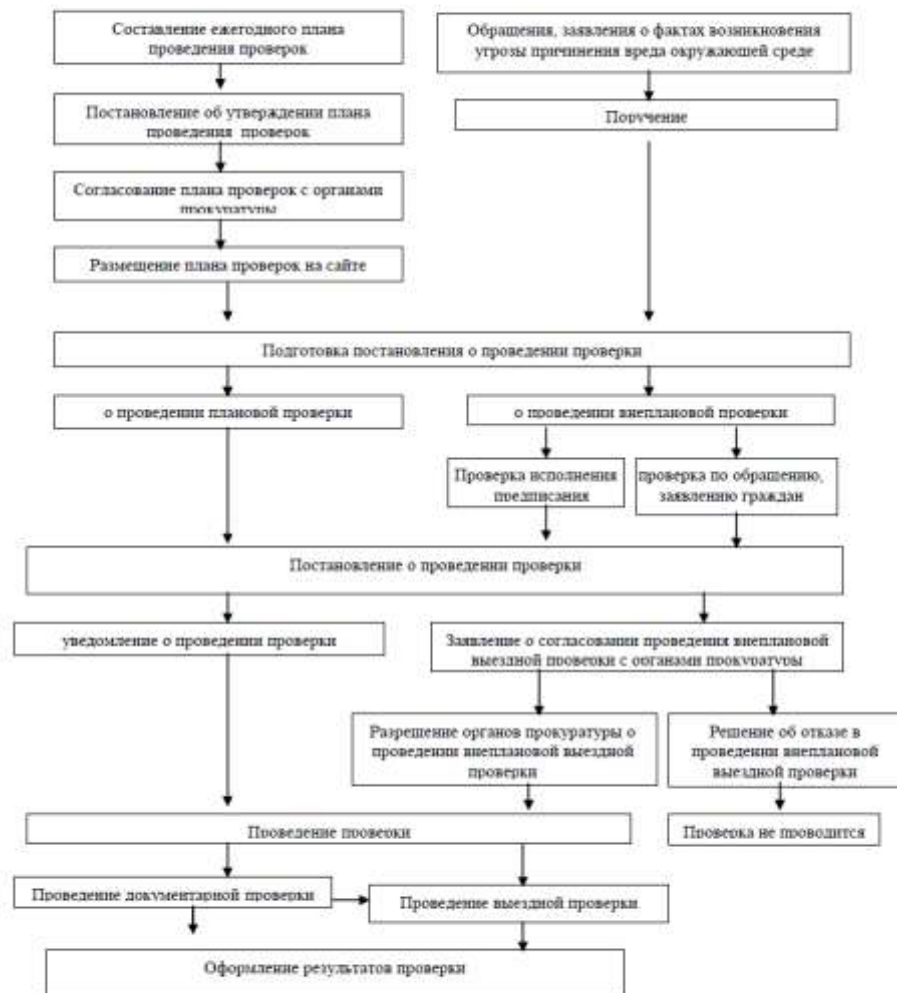 Составление ежегодного плана
проведения проверок
Обращения, заявления о фактах возникновения
угрозы причинения вреда окружающей среде
Постановление об утверждении плана
проведения проверок
Поручение
Согласование плана проверок с органами
прокуратуры
Размещение плана проверок на сайте
Подготовка постановления о проведении проверки
о проведении плановой проверки
о проведении внеплановой проверки
Проверка исполнения
предписания
проверка по обращению,
заявлению граждан
Постановление о проведении проверки
уведомление о проведении проверки
Заявление о согласовании проведения внеплановой
выездной проверки с органами прокуратуры
Разрешение органов прокуратуры о
проведении внеплановой выездной
проверки
Решение об отказе в
проведении внеплановой
выездной проверки
Проведение проверки
Проверка не проводится
Проведение документарной проверки
Проведение выездной проверки
Оформление результатов проверки